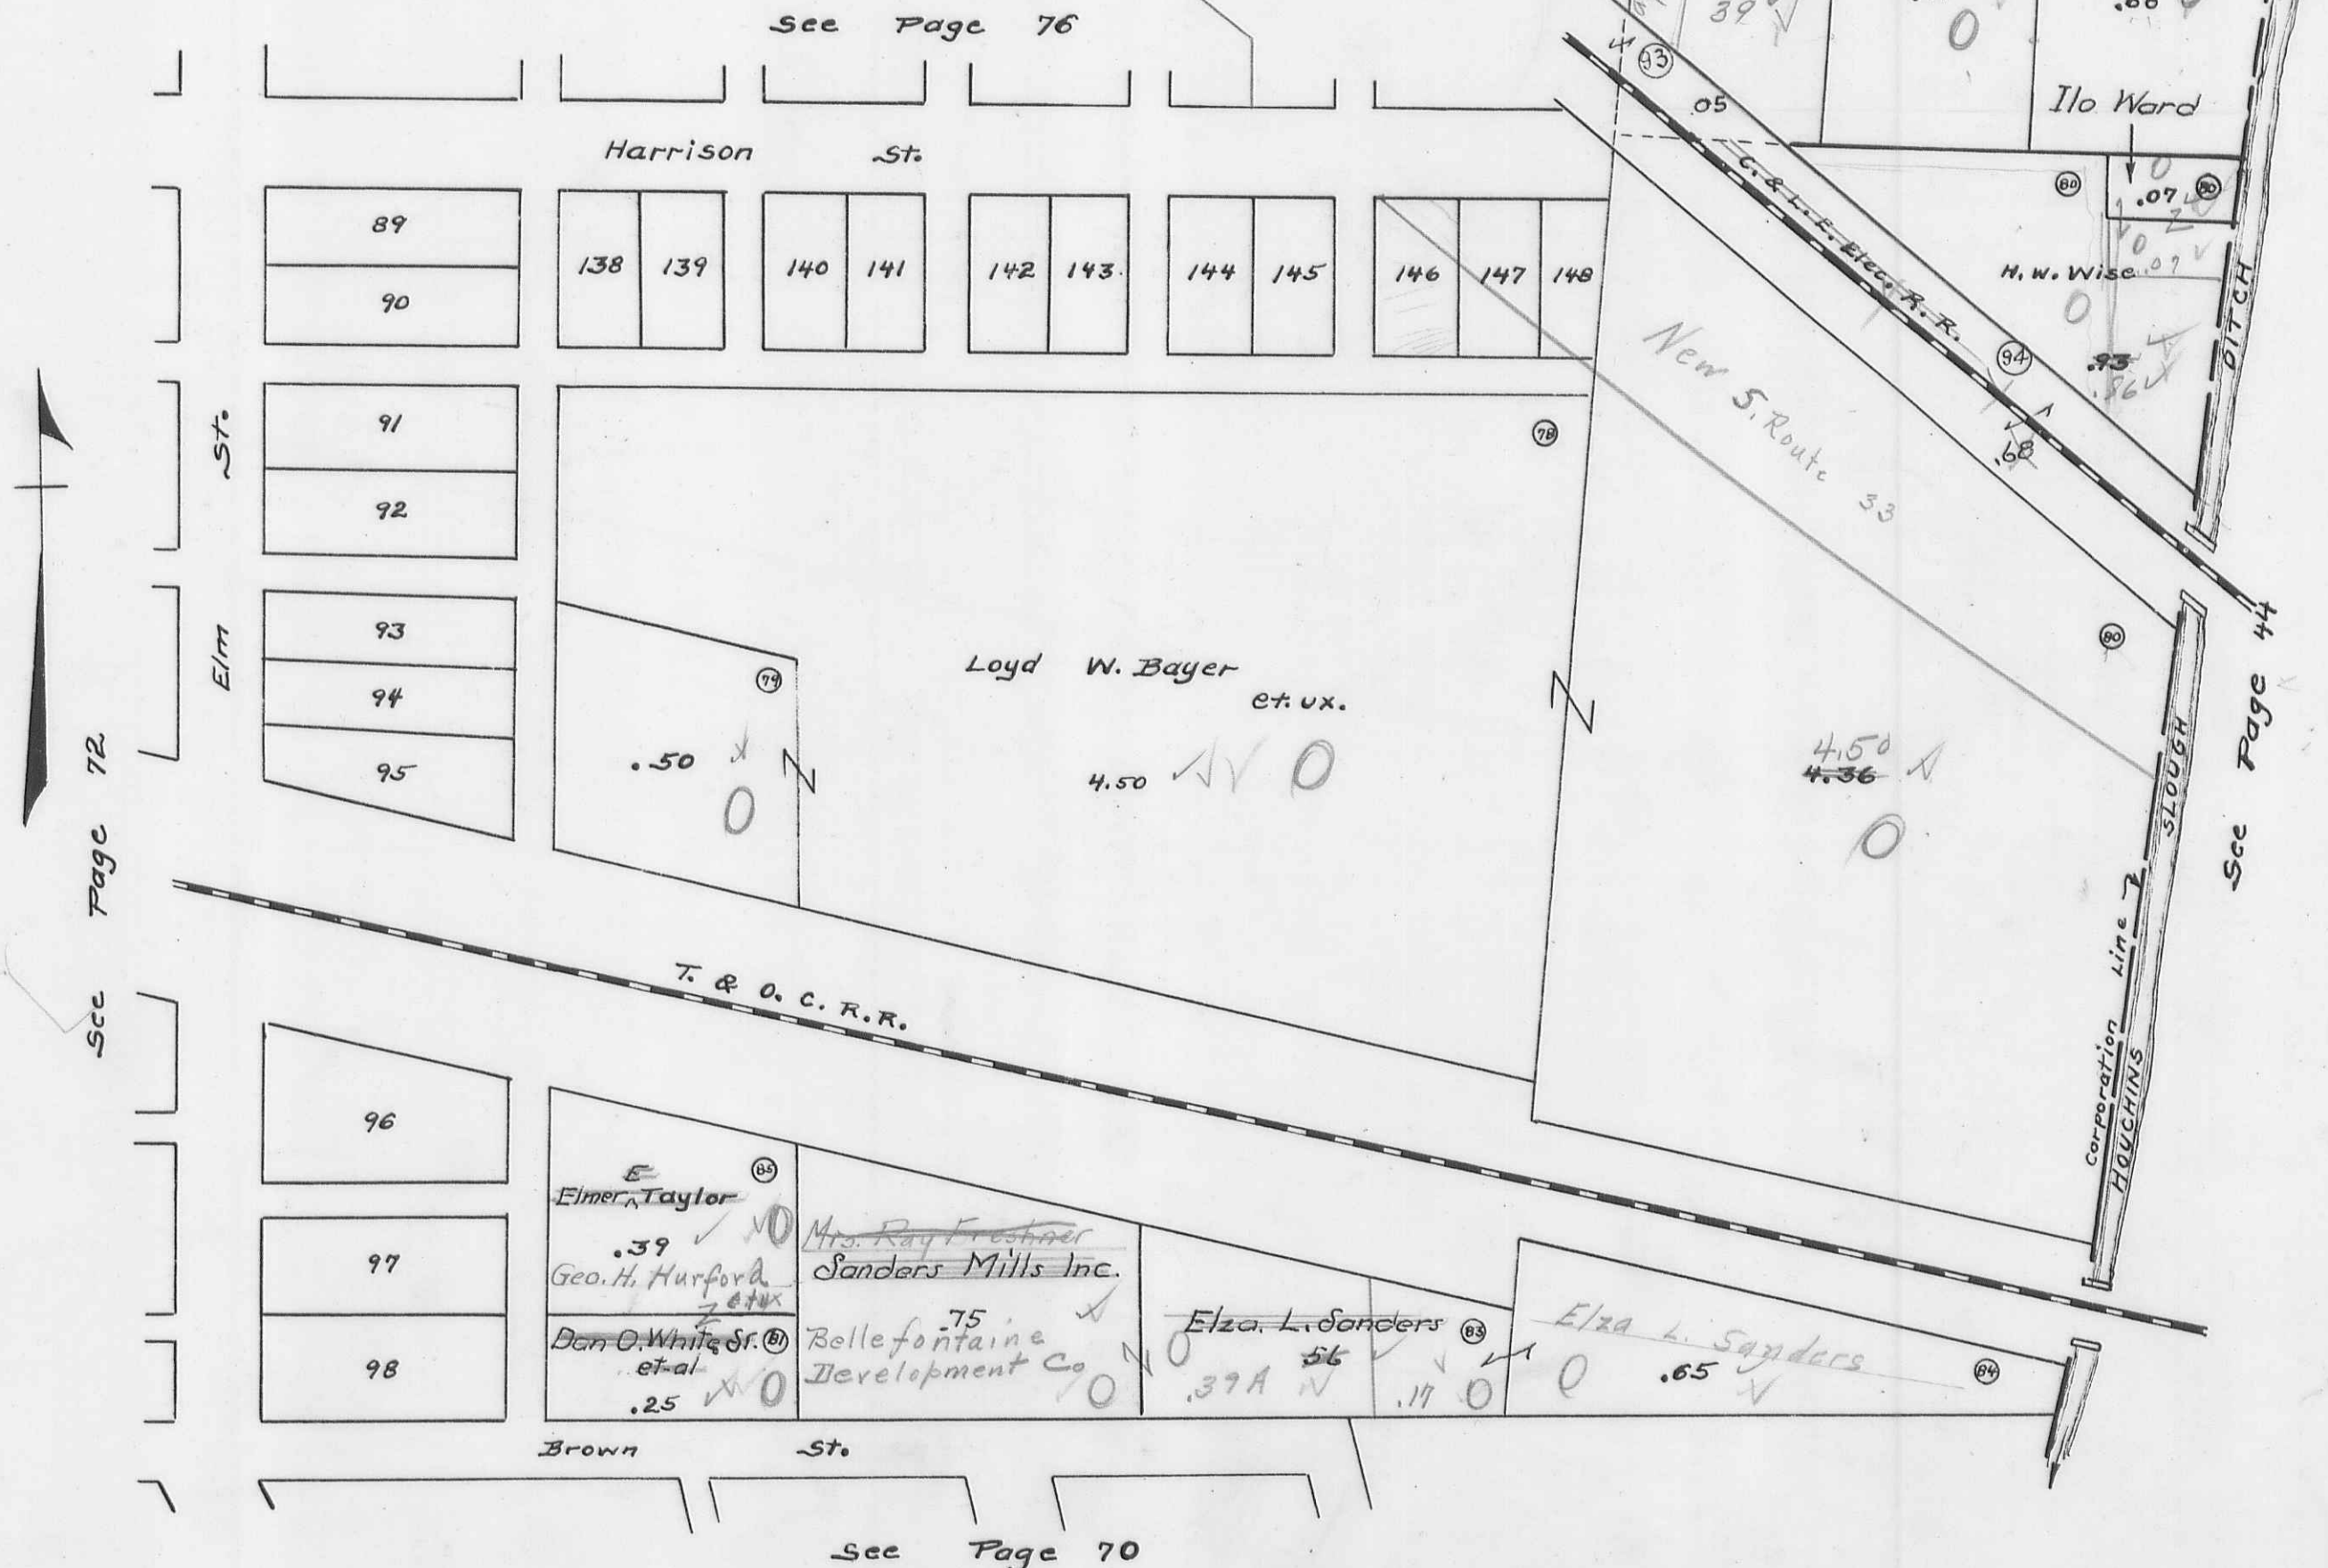 See Page 76
39
.66
93
.05
Ilo Ward
Harrison St.
C. & L. E. Elec. R. R.
80
.07
80
89
90
138
139
140
141
142
143
144
145
146
147
148
H. W. Wise
.07
.93
.86
DITCH
94
.68
New S. Route 33
91
92
Elm St.
78
93
94
95
79
.50
Loyd W. Bayer
et. ux.
4.50
80
4.50
4.36
See Page 44
See Page 72
T. & O. C. R.R.
Corporation Line
HOUCHINS SLOUGH
96
97
98
E
Elmer Taylor
85
.39
Geo. H. Hurford
et ux
Don O. White Sr.
81
et-al
.25
Mrs. Ray Freshner
Sanders Mills Inc.
.75
Bellefontaine
Development Co
Elza. L. Sanders
83
.56
.39A
.17
Elza L. Sanders
.65
84
Brown St.
See Page 70